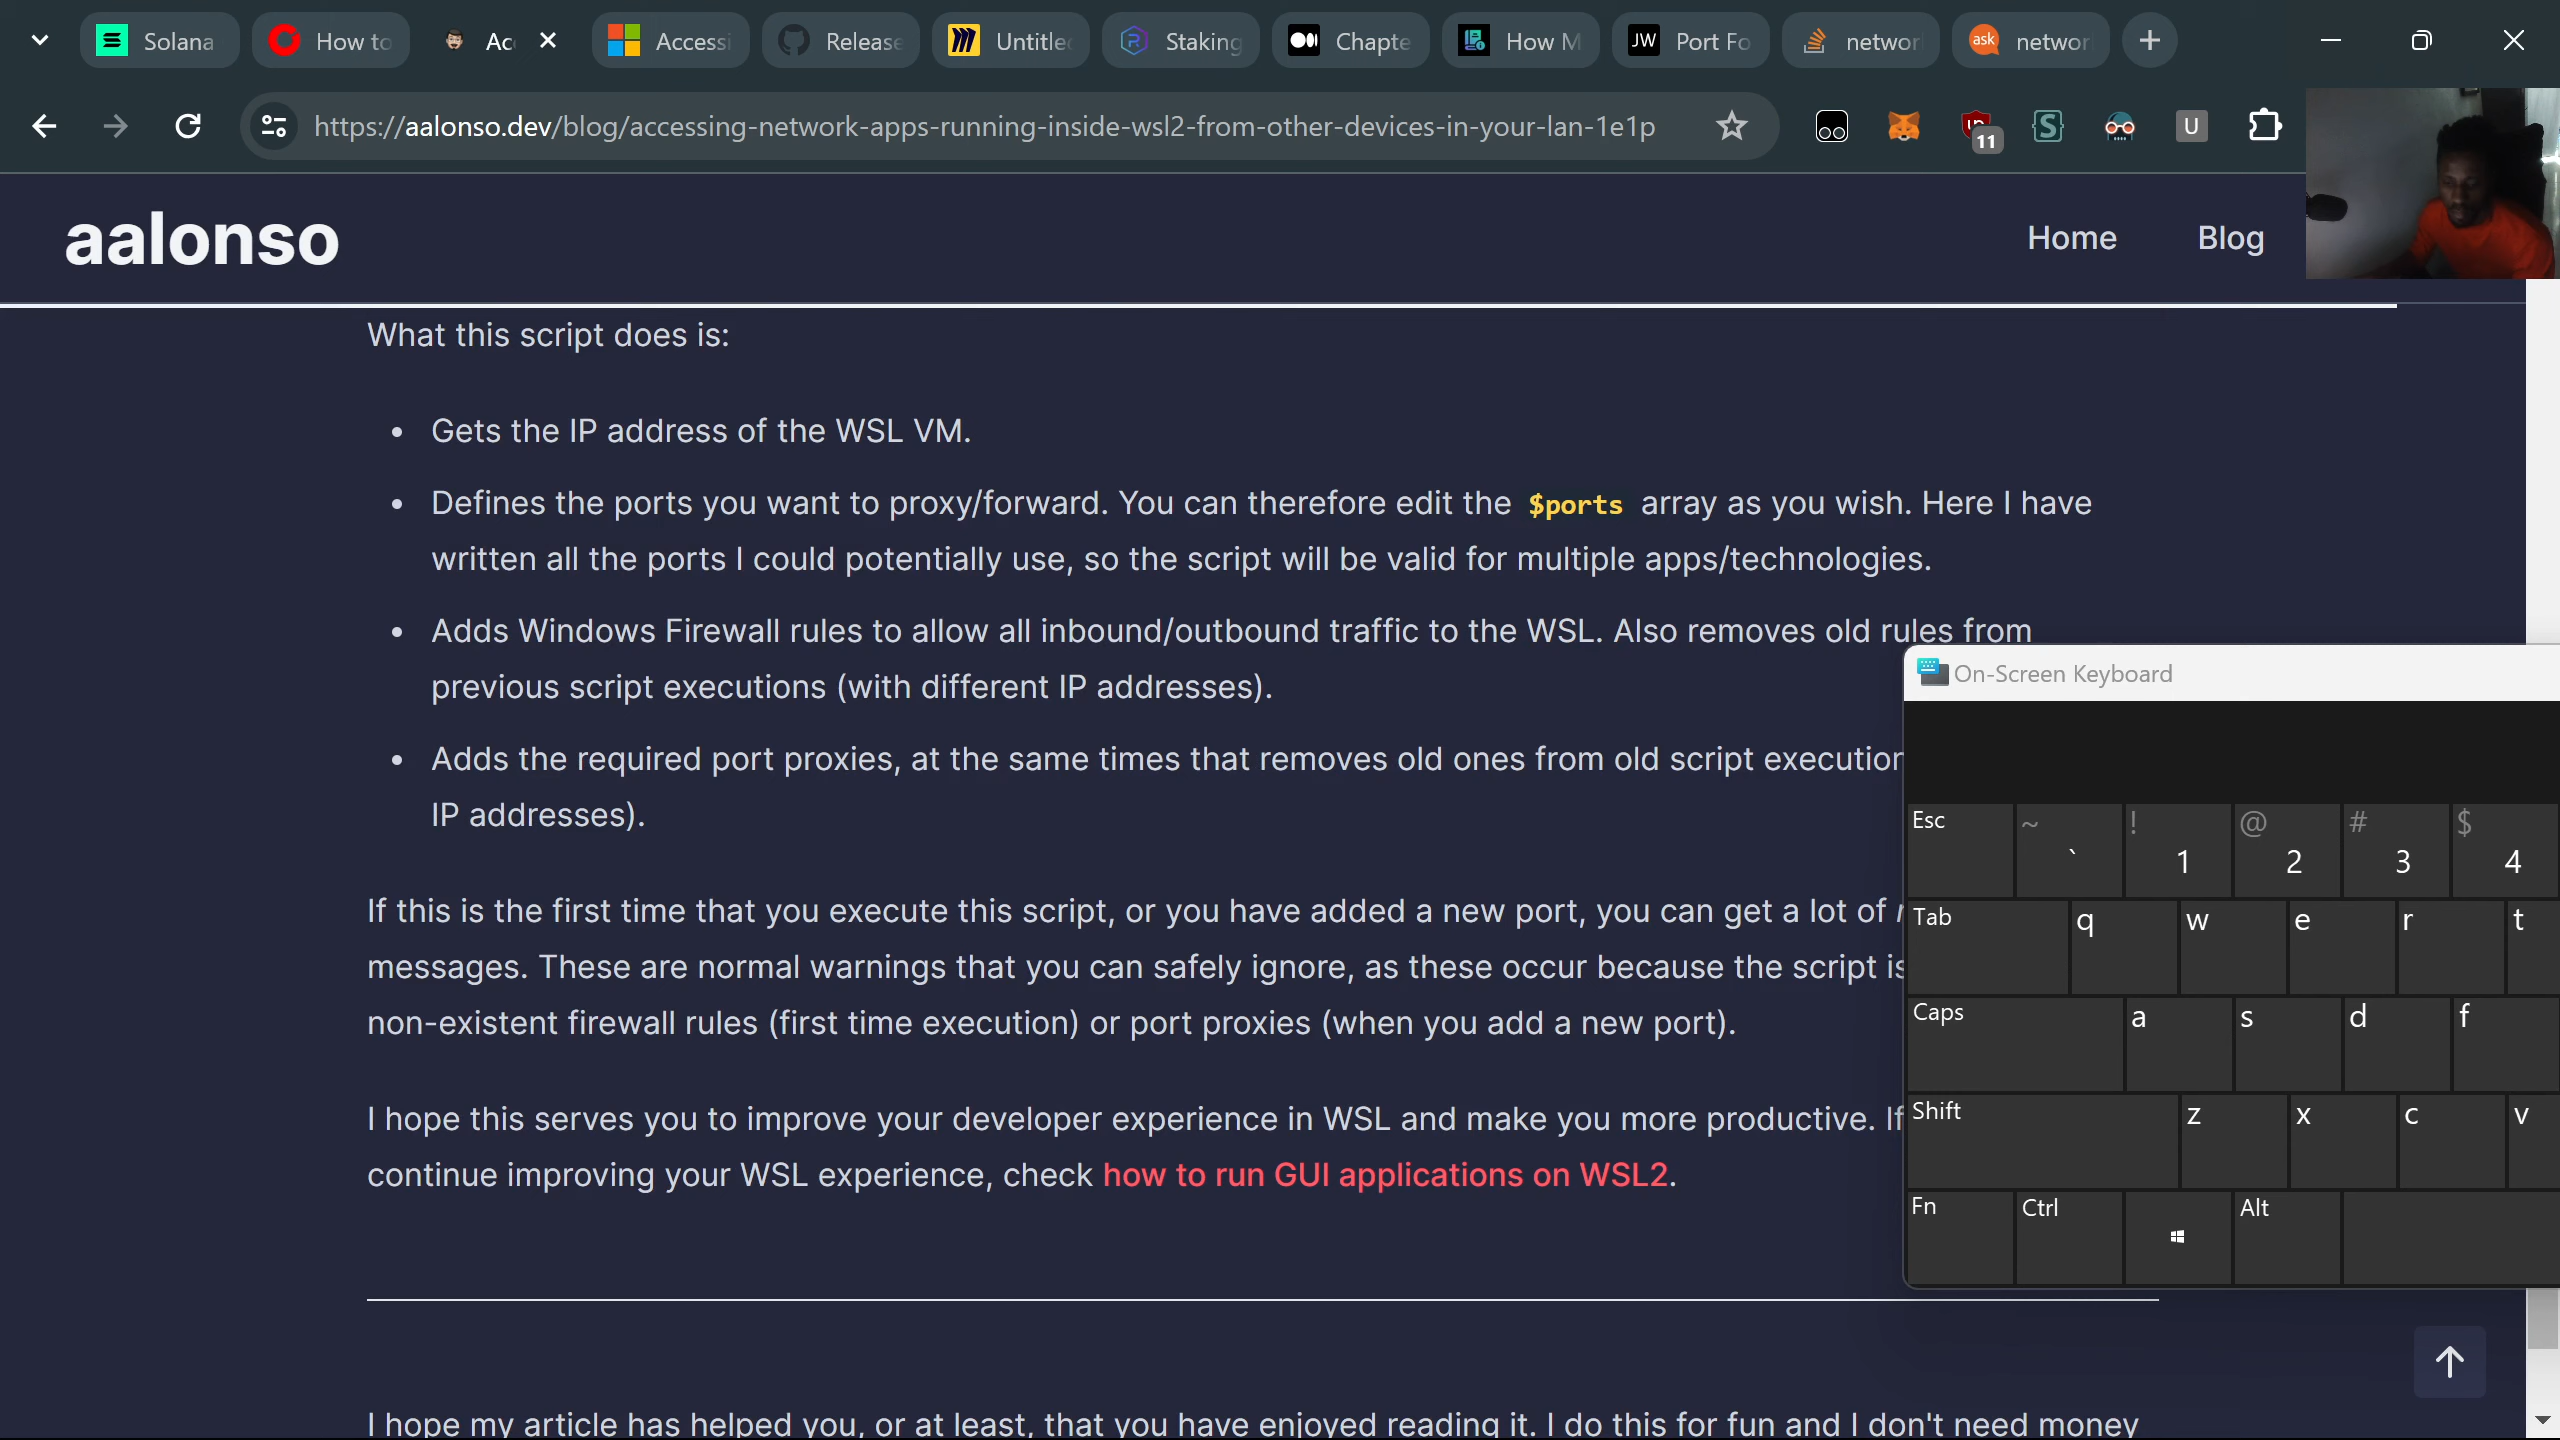 Solana
How to
Ac
Accessi
Release
Untitle
Staking
Chapte
How M
JW
Port Fo
networ
ask
networ
https://aalonso.dev/blog/accessing-network-apps-running-inside-wsl2-from-other-devices-in-your-lan-1e1p
11
U
aalonso
Home
Blog
What this script does is:
• Gets the IP address of the WSL VM.
• Defines the ports you want to proxy/forward. You can therefore edit the $ports array as you wish. Here I have
written all the ports I could potentially use, so the script will be valid for multiple apps/technologies.
• Adds Windows Firewall rules to allow all inbound/outbound traffic to the WSL. Also removes old rules from
previous script executions (with different IP addresses).
• Adds the required port proxies, at the same times that removes old ones from old script execution
IP addresses).
If this is the first time that you execute this script, or you have added a new port, you can get a lot of
messages. These are normal warnings that you can safely ignore, as these occur because the script is
non-existent firewall rules (first time execution) or port proxies (when you add a new port).
I hope this serves you to improve your developer experience in WSL and make you more productive. If
continue improving your WSL experience, check how to run GUI applications on WSL2.
I hope my article has helped you, or at least, that you have enjoyed reading it. I do this for fun and I don't need money
On-Screen Keyboard
Esc ~ ` ! 1 @ 2 # 3 $ 4
Tab q w e r t
Caps a s d f
Shift z x c v
Fn Ctrl Alt